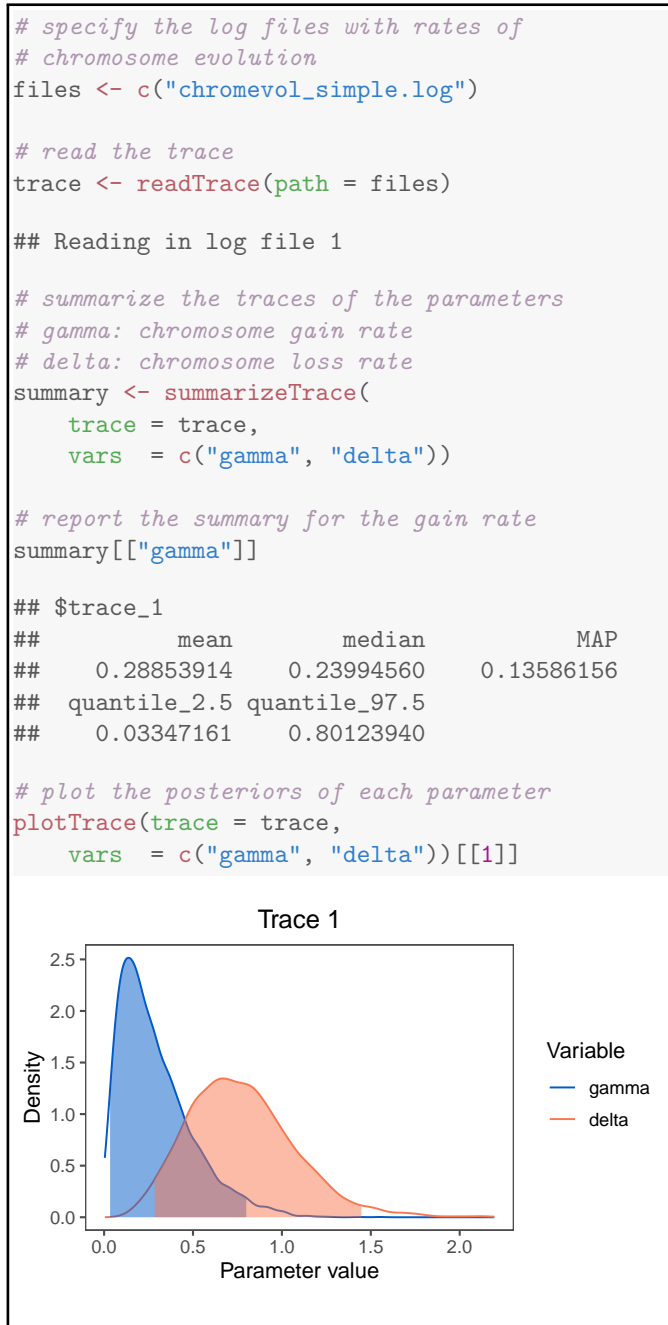 # specify the log files with rates of
# chromosome evolution
files <- c("chromevol_simple.log")
# read the trace
trace <- readTrace(path = files)
## Reading in log file 1
# summarize the traces of the parameters
# gamma: chromosome gain rate
# delta: chromosome loss rate
summary <- summarizeTrace(
    trace = trace,
    vars  = c("gamma", "delta"))
# report the summary for the gain rate
summary[["gamma"]]
## $trace_1
##          mean        median           MAP
##    0.28853914    0.23994560    0.13586156
##  quantile_2.5 quantile_97.5
##    0.03347161    0.80123940
# plot the posteriors of each parameter
plotTrace(trace = trace,
    vars  = c("gamma", "delta"))[[1]]
Trace 1
2.5
2.0
1.5
1.0
0.5
0.0
Density
0.0 0.5 1.0 1.5 2.0
Parameter value
Variable
gamma
delta